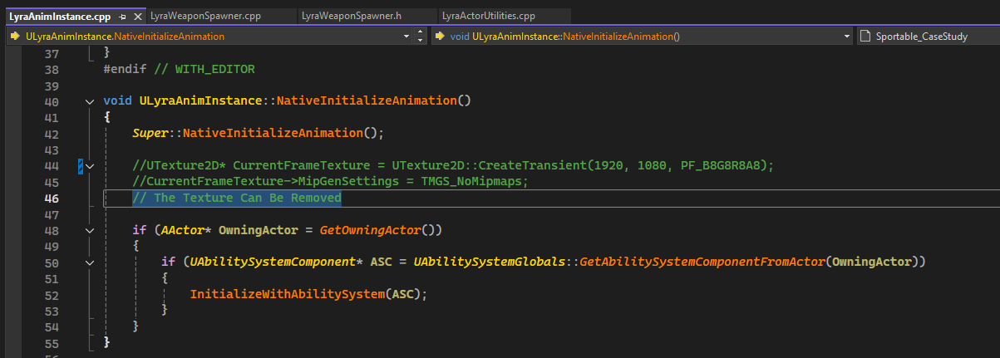 LyraAnimInstance.cpp LyraWeaponSpawner.cpp LyraWeaponSpawner.h LyraActorUtilities.cpp
ULyraAnimInstance.NativeInitializeAnimation void ULyraAnimInstance::NativeInitializeAnimation() Sportable_CaseStudy
37 }
38 #endif // WITH_EDITOR
39
40 void ULyraAnimInstance::NativeInitializeAnimation()
41 {
42 Super::NativeInitializeAnimation();
43
44 //UTexture2D* CurrentFrameTexture = UTexture2D::CreateTransient(1920, 1080, PF_B8G8R8A8);
45 //CurrentFrameTexture->MipGenSettings = TMGS_NoMipmaps;
46 // The Texture Can Be Removed
47
48 if (AActor* OwningActor = GetOwningActor())
49 {
50 if (UAbilitySystemComponent* ASC = UAbilitySystemGlobals::GetAbilitySystemComponentFromActor(OwningActor))
51 {
52 InitializeWithAbilitySystem(ASC);
53 }
54 }
55 }